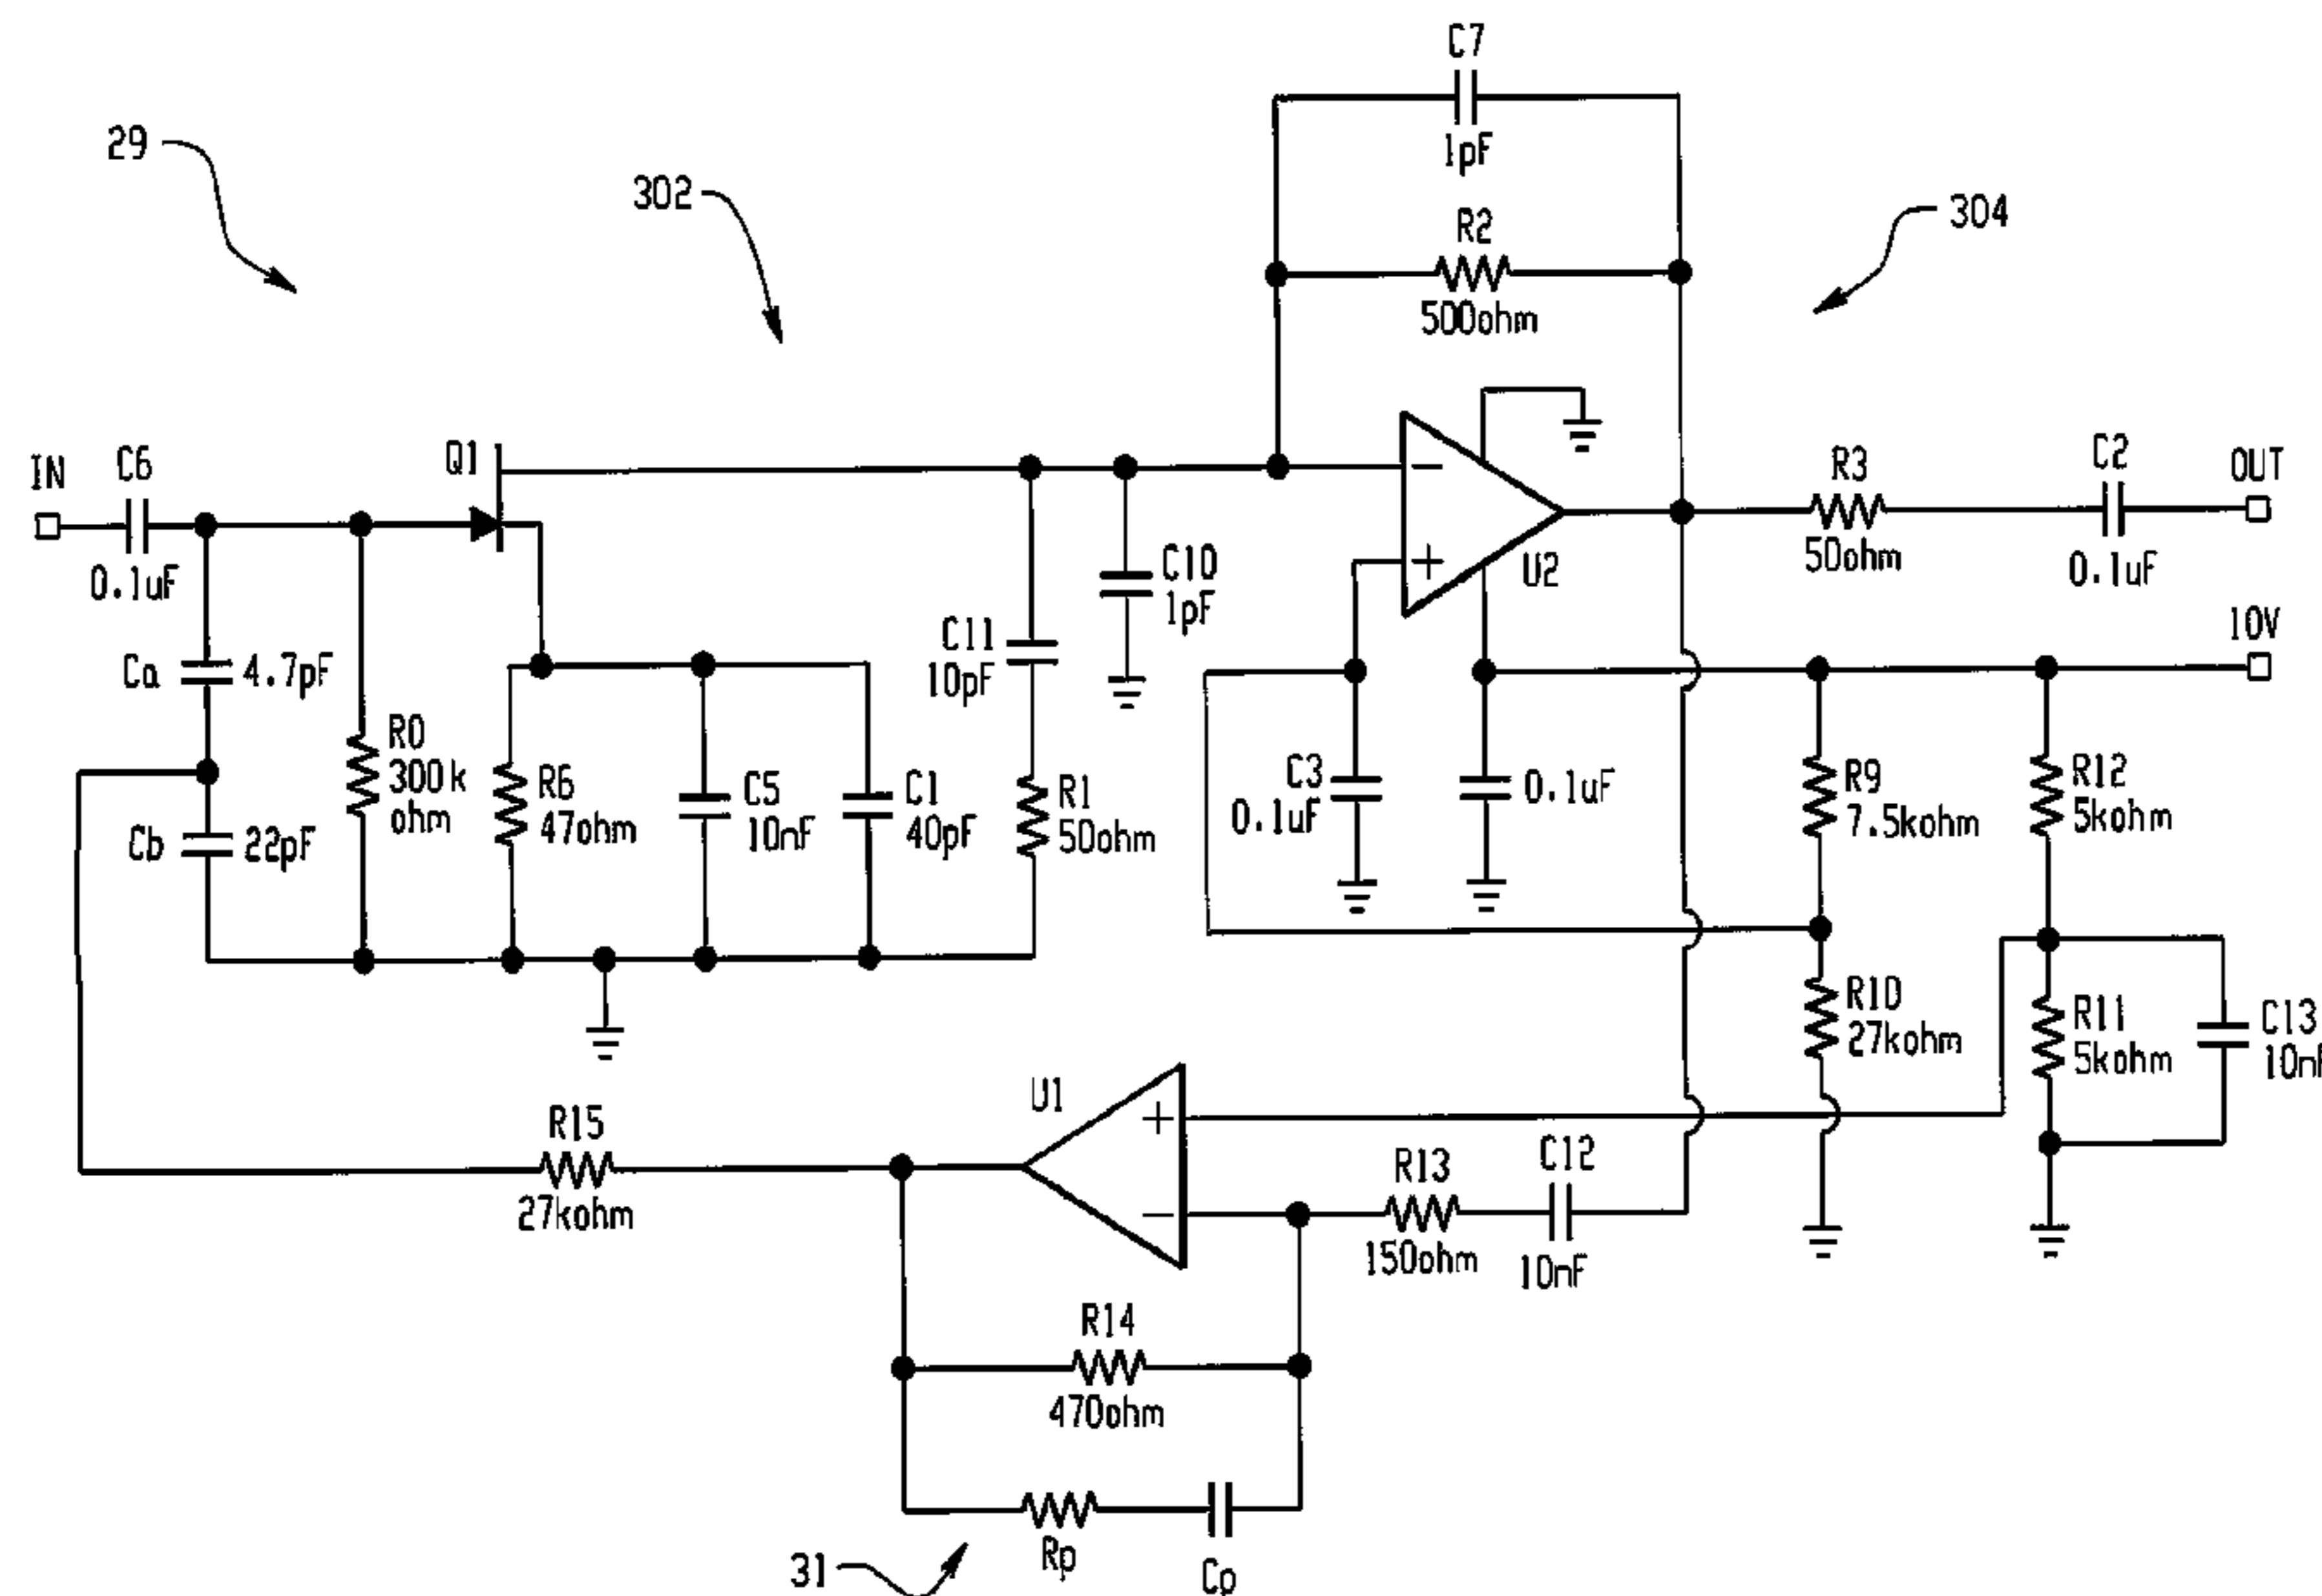 C7
1pF
29
302
304
R2
500ohm
IN
C6
0.1uF
Q1
R3
50ohm
C2
0.1uF
OUT
10V
−
+
U2
C10
1pF
C11
10pF
Ca
4.7pF
R0
300k
ohm
Cb
22pF
R6
47ohm
C5
10nF
C1
40pF
R1
50ohm
C3
0.1uF
0.1uF
R9
7.5kohm
R12
5kohm
R10
27kohm
R11
5kohm
C13
10nF
U1
+
−
R15
27kohm
R13
150ohm
C12
10nF
R14
470ohm
Rp
Cp
31